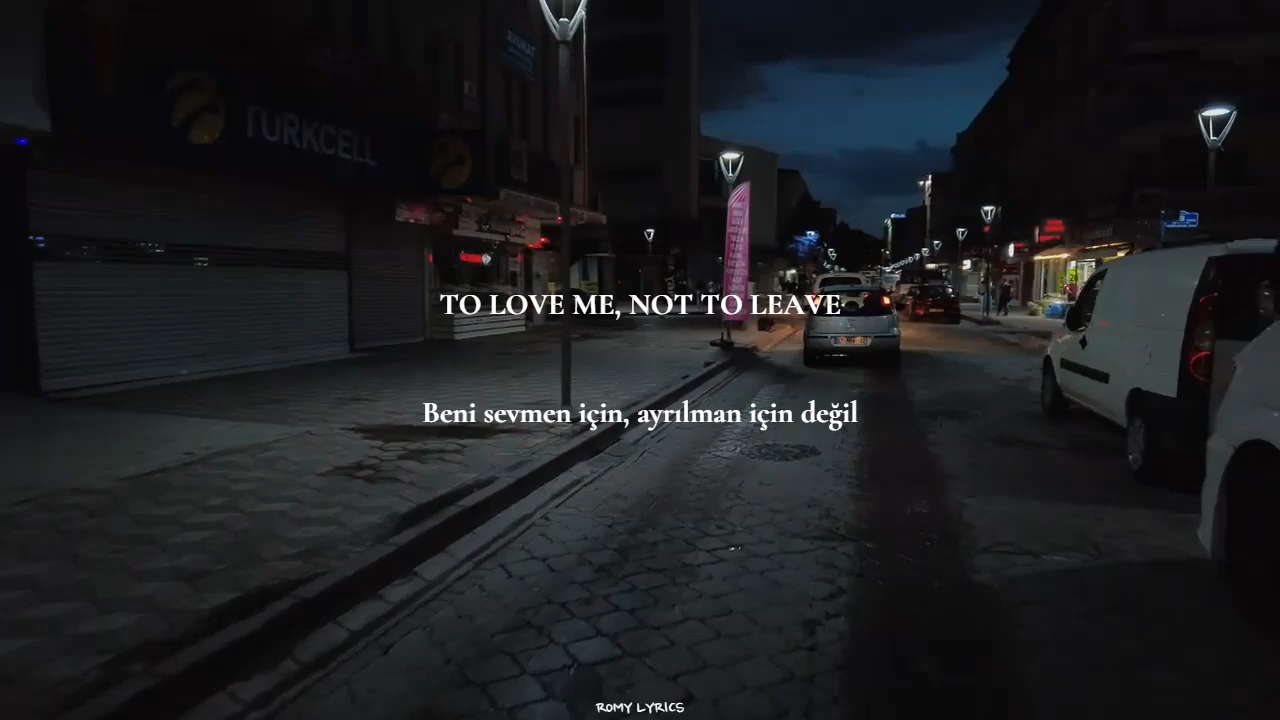 TURKCELL
TO LOVE ME, NOT TO LEAVE
Beni sevmen için, ayrılman için değil
ROMY LYRICS